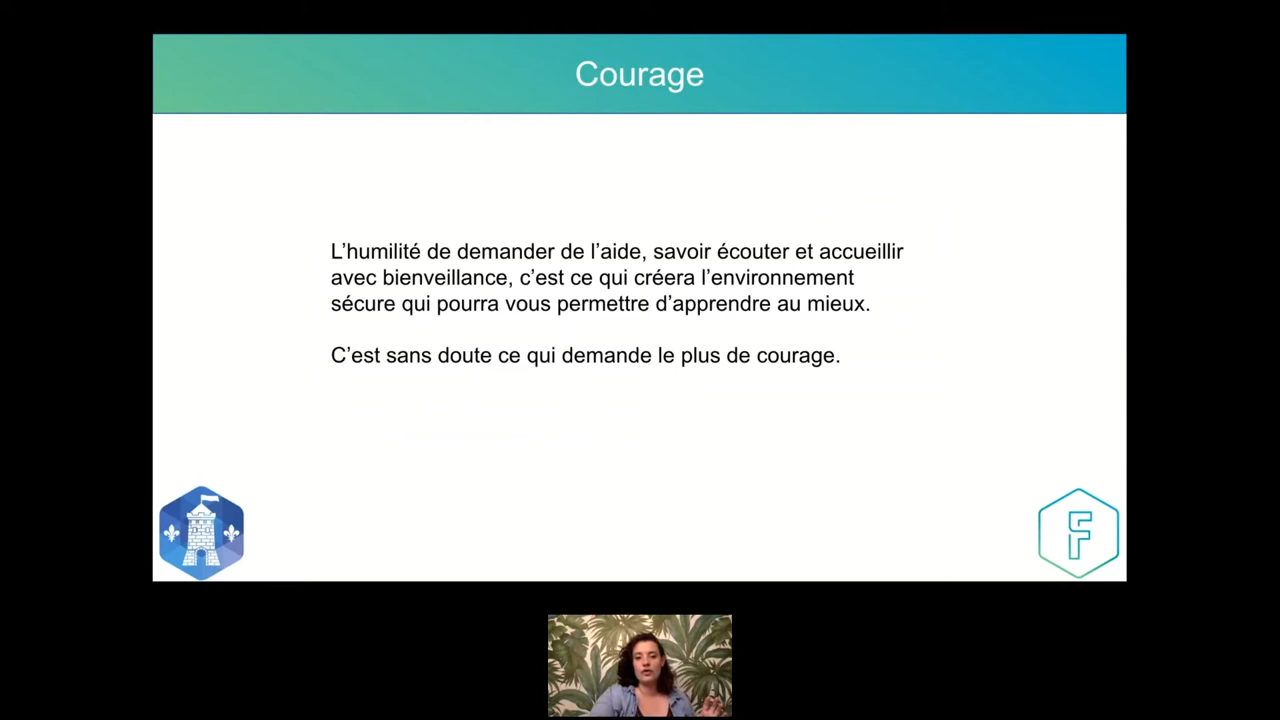 Courage
L’humilité de demander de l’aide, savoir écouter et accueillir
avec bienveillance, c’est ce qui créera l’environnement
sécure qui pourra vous permettre d’apprendre au mieux.
C’est sans doute ce qui demande le plus de courage.
F